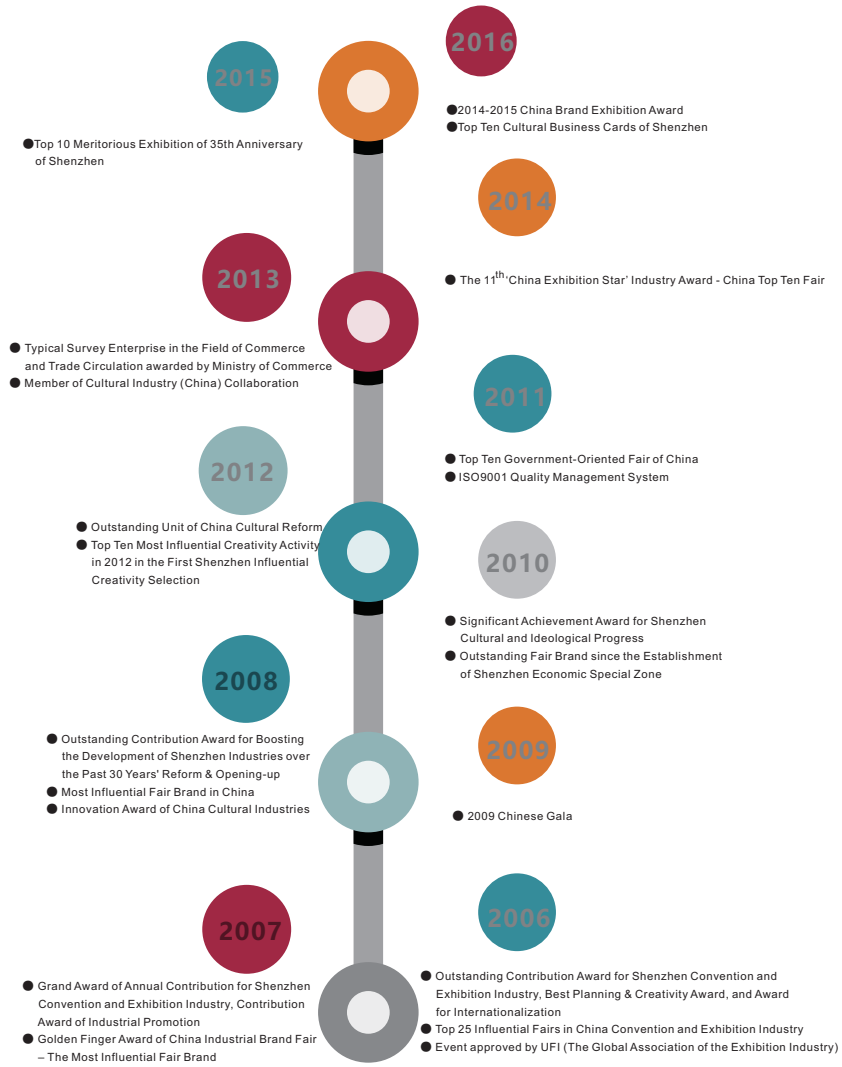 2016
2015
●2014-2015 China Brand Exhibition Award
●Top Ten Cultural Business Cards of Shenzhen
●Top 10 Meritorious Exhibition of 35th Anniversary
of Shenzhen
2014
2013
● The 11th 'China Exhibition Star' Industry Award - China Top Ten Fair
● Typical Survey Enterprise in the Field of Commerce
and Trade Circulation awarded by Ministry of Commerce
● Member of Cultural Industry (China) Collaboration
2011
● Top Ten Government-Oriented Fair of China
● ISO9001 Quality Management System
2012
● Outstanding Unit of China Cultural Reform
● Top Ten Most Influential Creativity Activity
in 2012 in the First Shenzhen Influential
Creativity Selection
2010
● Significant Achievement Award for Shenzhen
Cultural and Ideological Progress
● Outstanding Fair Brand since the Establishment
of Shenzhen Economic Special Zone
2008
● Outstanding Contribution Award for Boosting
the Development of Shenzhen Industries over
the Past 30 Years' Reform & Opening-up
● Most Influential Fair Brand in China
● Innovation Award of China Cultural Industries
2009
● 2009 Chinese Gala
2007
● Grand Award of Annual Contribution for Shenzhen
Convention and Exhibition Industry, Contribution
Award of Industrial Promotion
● Golden Finger Award of China Industrial Brand Fair
– The Most Influential Fair Brand
2006
● Outstanding Contribution Award for Shenzhen Convention and
Exhibition Industry, Best Planning & Creativity Award, and Award
for Internationalization
● Top 25 Influential Fairs in China Convention and Exhibition Industry
● Event approved by UFI (The Global Association of the Exhibition Industry)